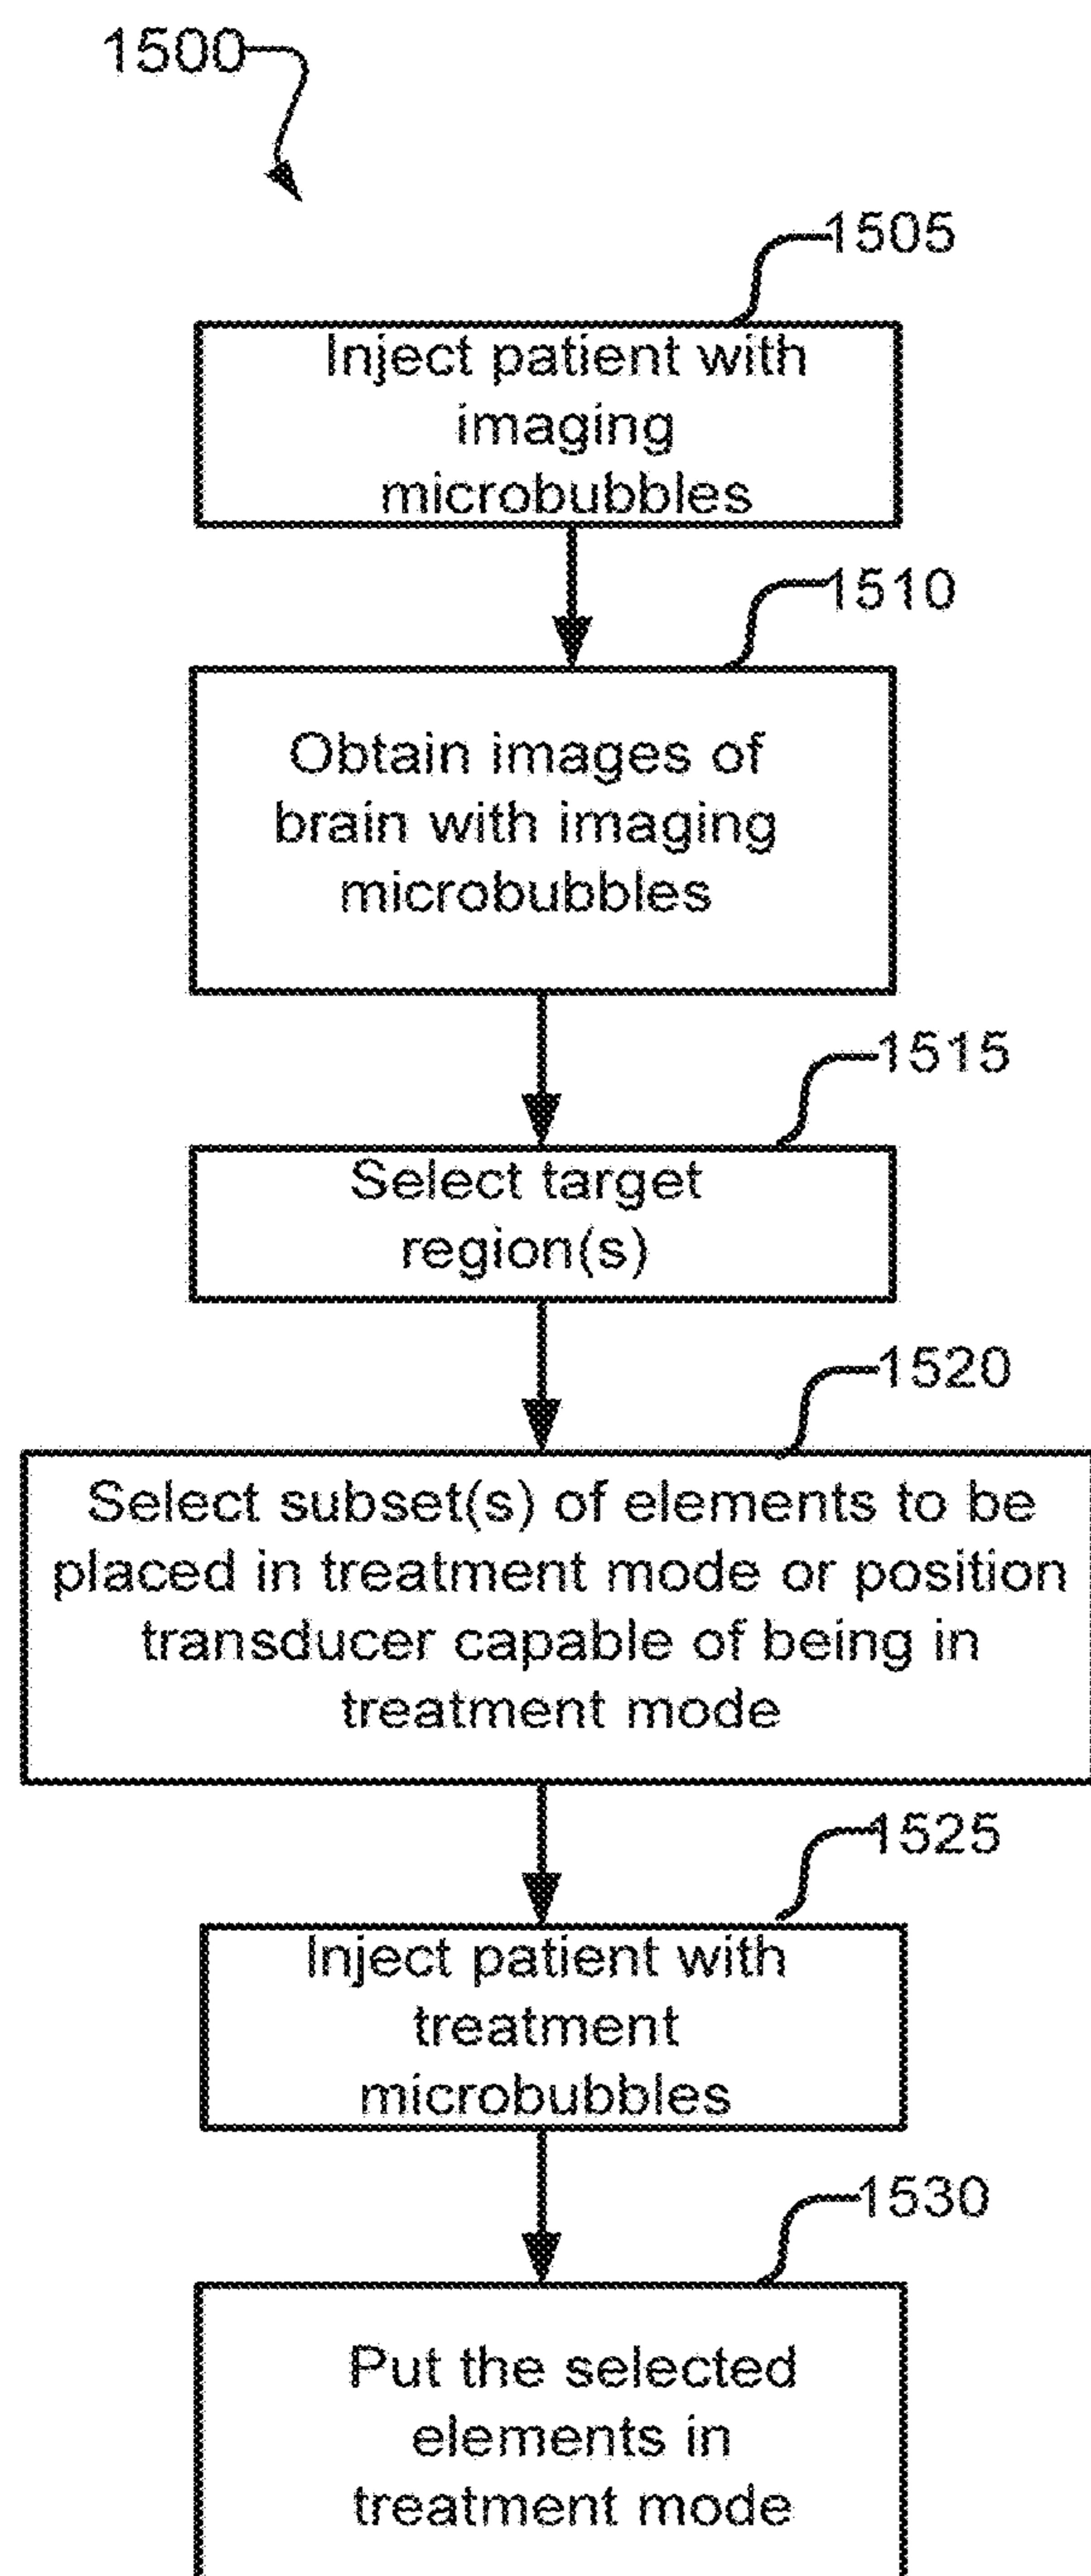 1500
1505
Inject patient with
imaging
microbubbles
1510
Obtain images of
brain with imaging
microbubbles
1515
Select target
region(s)
1520
Select subset(s) of elements to be
placed in treatment mode or position
transducer capable of being in
treatment mode
1525
Inject patient with
treatment
microbubbles
1530
Put the selected
elements in
treatment mode